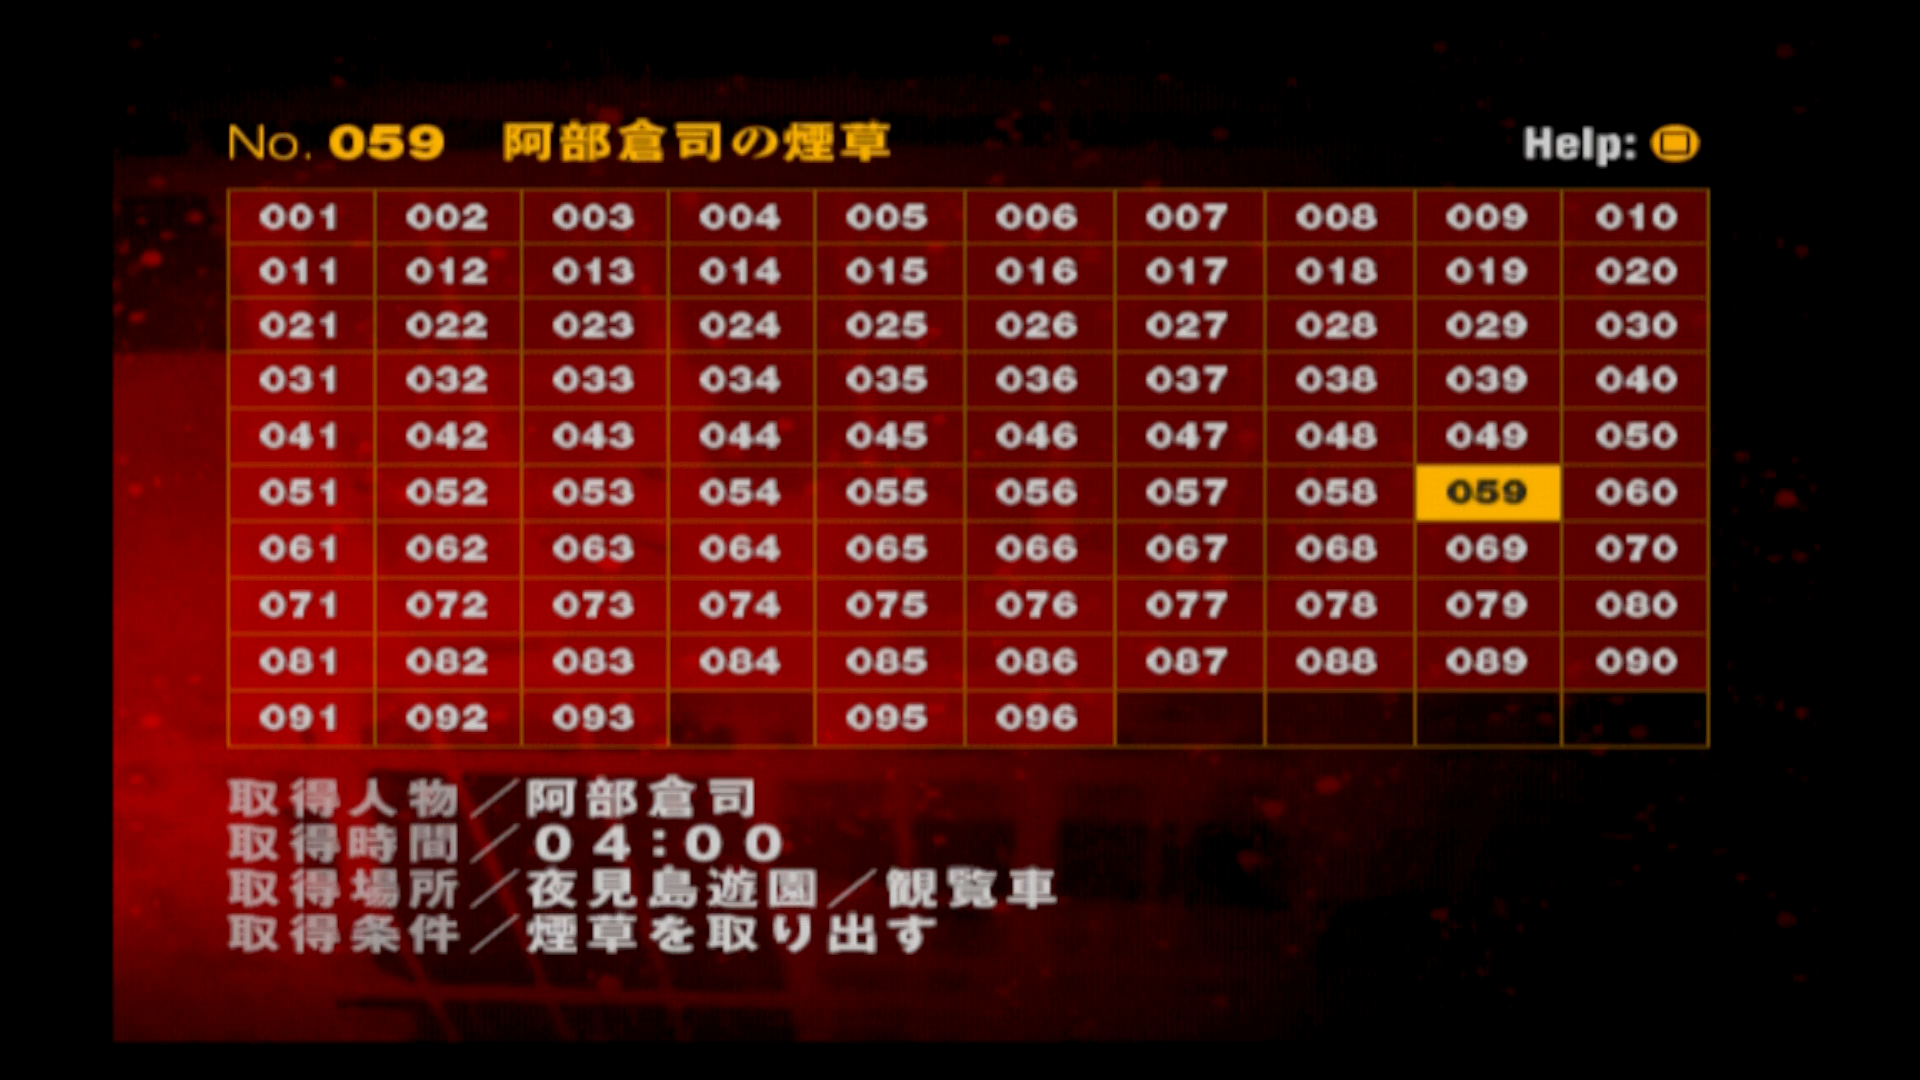 No. 059 阿部倉司の煙草
Help:
001 002 003 004 005 006 007 008 009 010
011 012 013 014 015 016 017 018 019 020
021 022 023 024 025 026 027 028 029 030
031 032 033 034 035 036 037 038 039 040
041 042 043 044 045 046 047 048 049 050
051 052 053 054 055 056 057 058 059 060
061 062 063 064 065 066 067 068 069 070
071 072 073 074 075 076 077 078 079 080
081 082 083 084 085 086 087 088 089 090
091 092 093 095 096
取得人物／阿部倉司
取得時間／０４：００
取得場所／夜見島遊園／観覧車
取得条件／煙草を取り出す